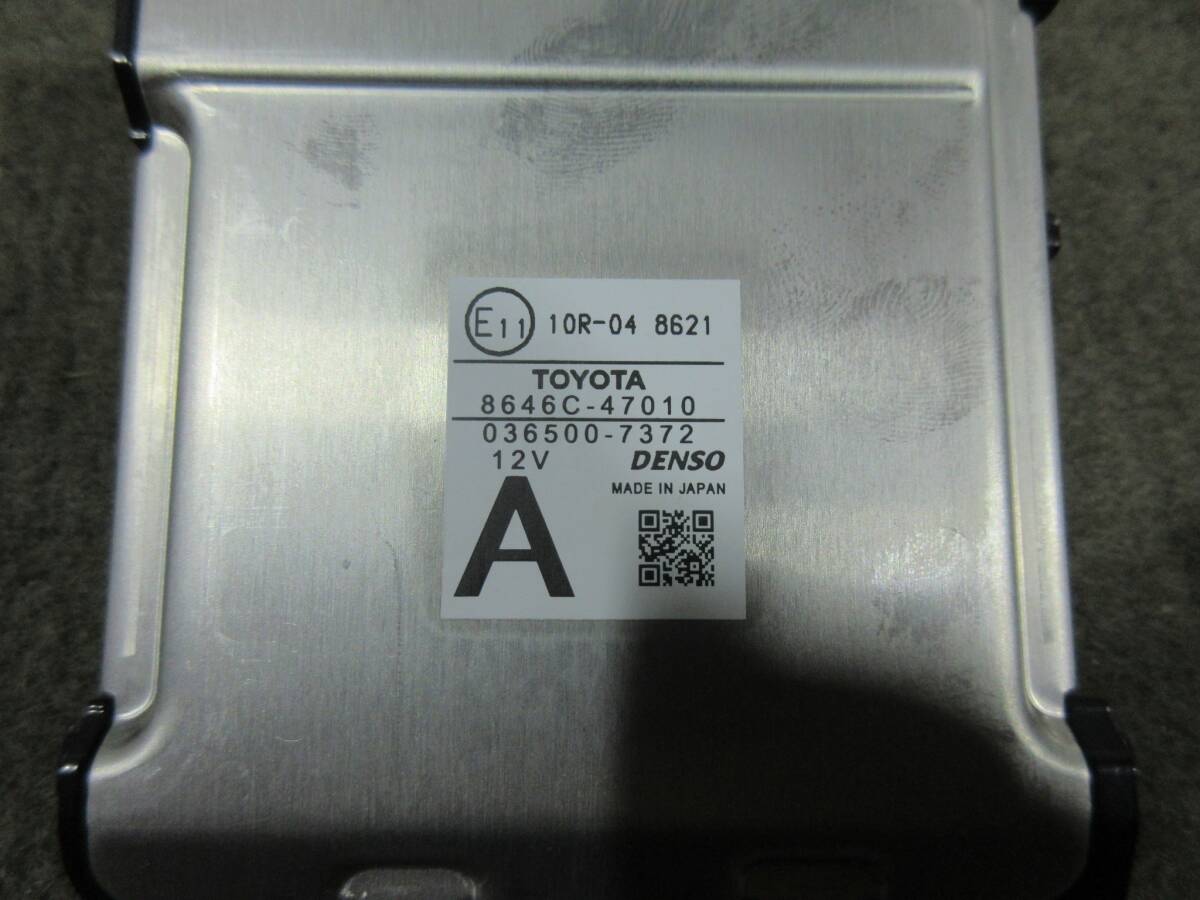 E11 10R-04 8621
TOYOTA
8646C-47010
036500-7372
12V DENSO
MADE IN JAPAN
A